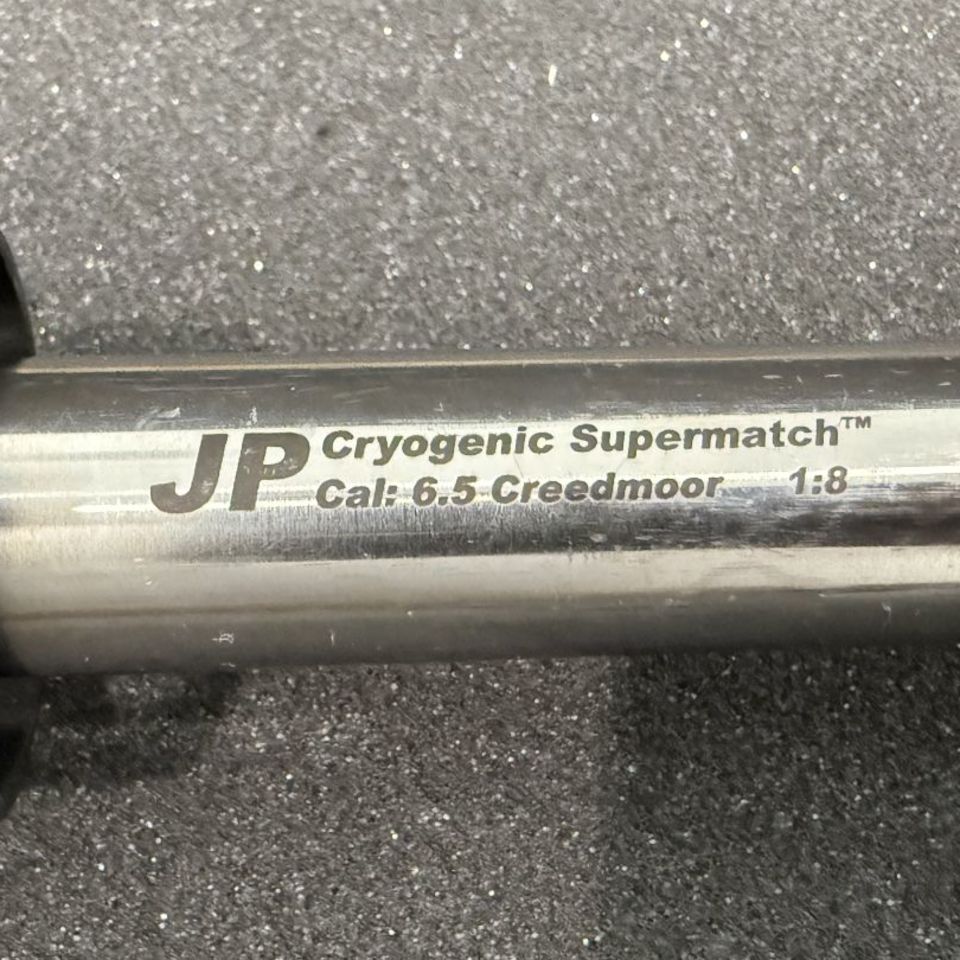 JP Cryogenic Supermatch™
Cal: 6.5 Creedmoor 1:8